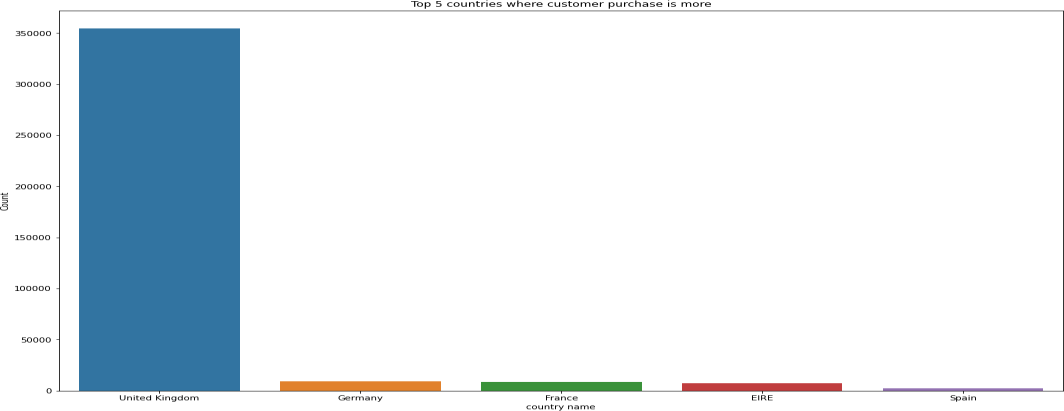 Top 5 countries where customer purchase is more
Count
350000
300000
250000
200000
150000
100000
50000
0
United Kingdom
Germany
France
EIRE
Spain
country name